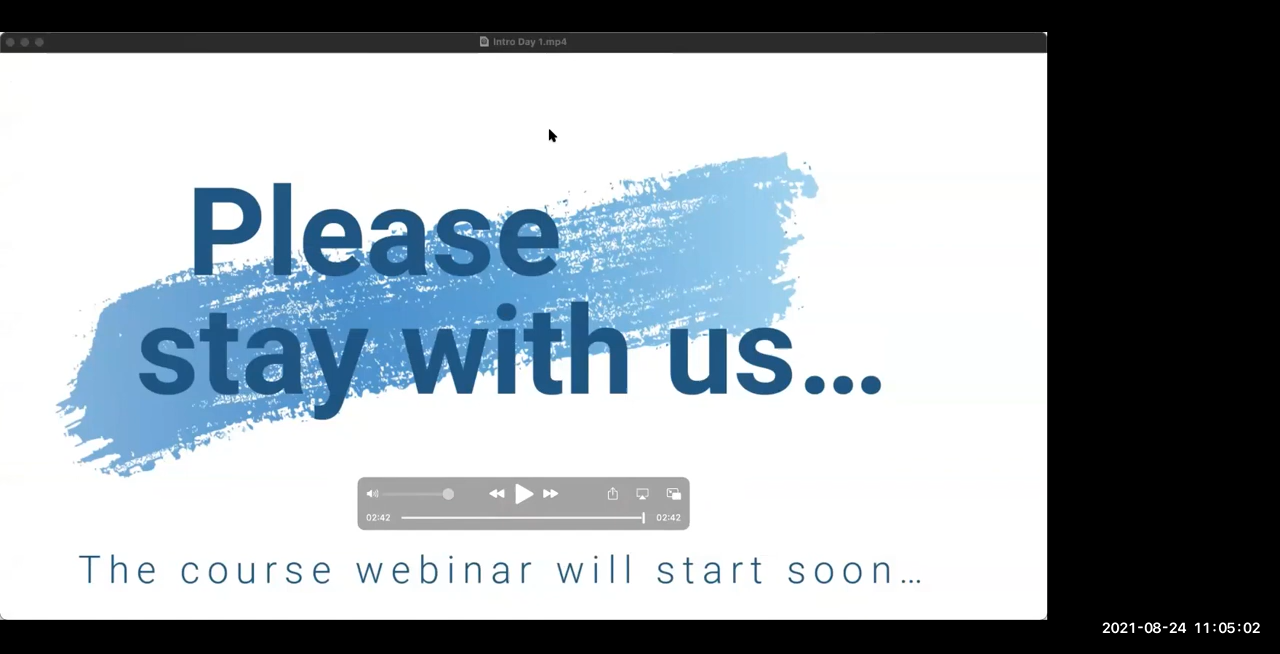 Intro Day 1.mp4
Please
stay with us...
02:42
02:42
The course webinar will start soon...
2021-08-24 11:05:02